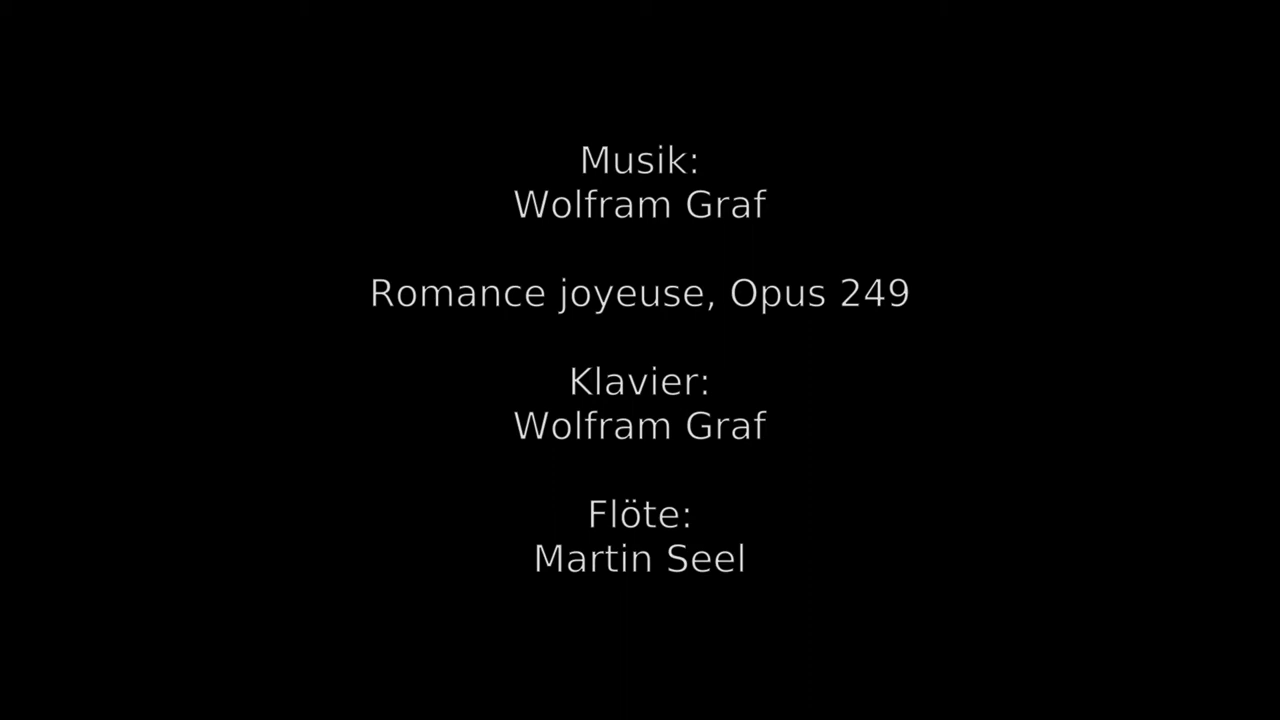 Musik:
Wolfram Graf
Romance joyeuse, Opus 249
Klavier:
Wolfram Graf
Flöte:
Martin Seel